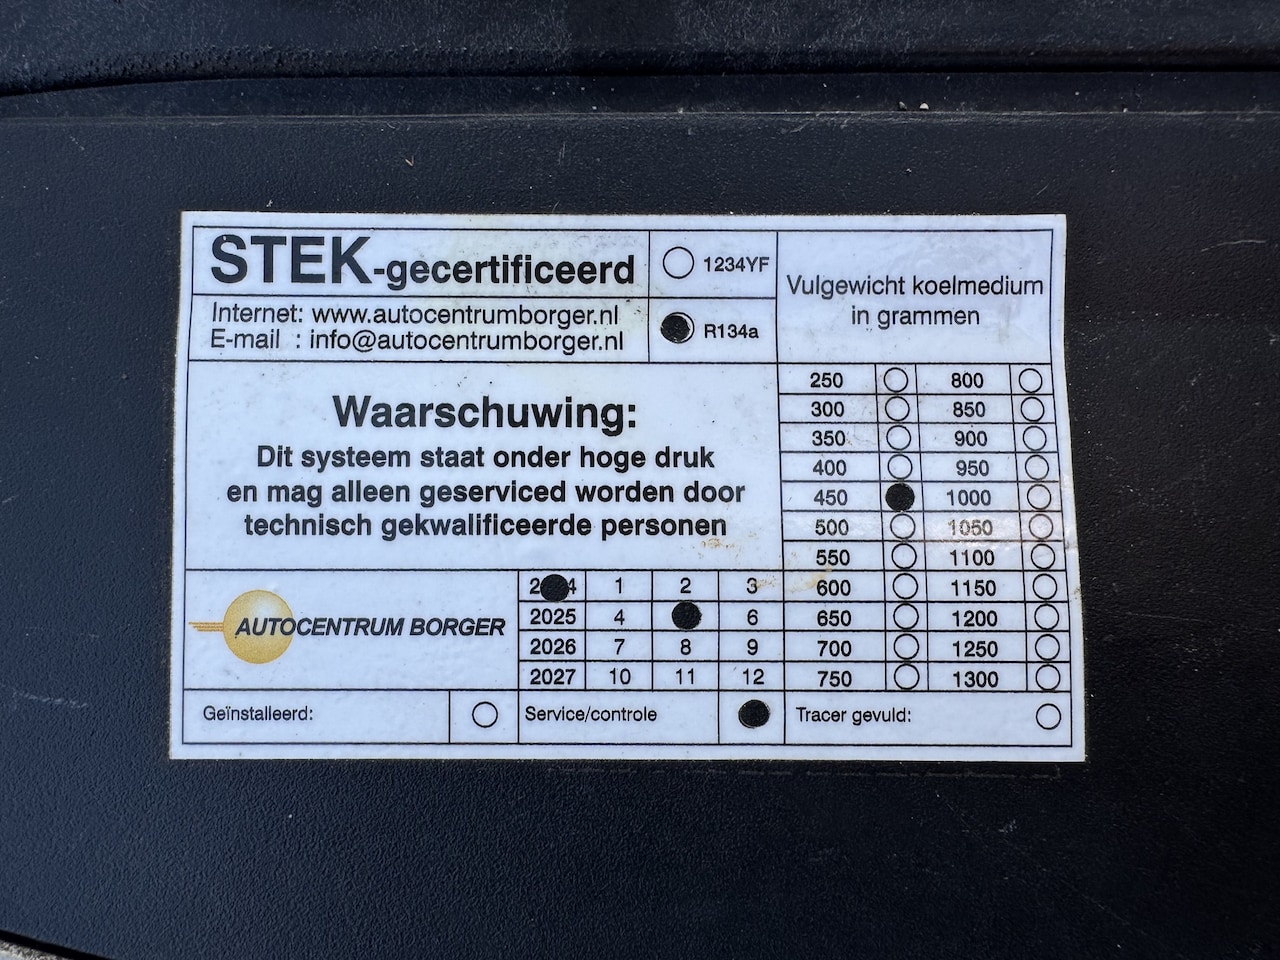 STEK-gecertificeerd
1234YF
Internet: www.autocentrumborger.nl
E-mail : info@autocentrumborger.nl
R134a
Vulgewicht koelmedium
in grammen
Waarschuwing:
Dit systeem staat onder hoge druk
en mag alleen geserviced worden door
technisch gekwalificeerde personen
250 800
300 850
350 900
400 950
450 1000
500 1050
550 1100
600 1150
650 1200
700 1250
750 1300
AUTOCENTRUM BORGER
1 2 3
2025 4 6
2026 7 8 9
2027 10 11 12
Geïnstalleerd:
Service/controle
Tracer gevuld: